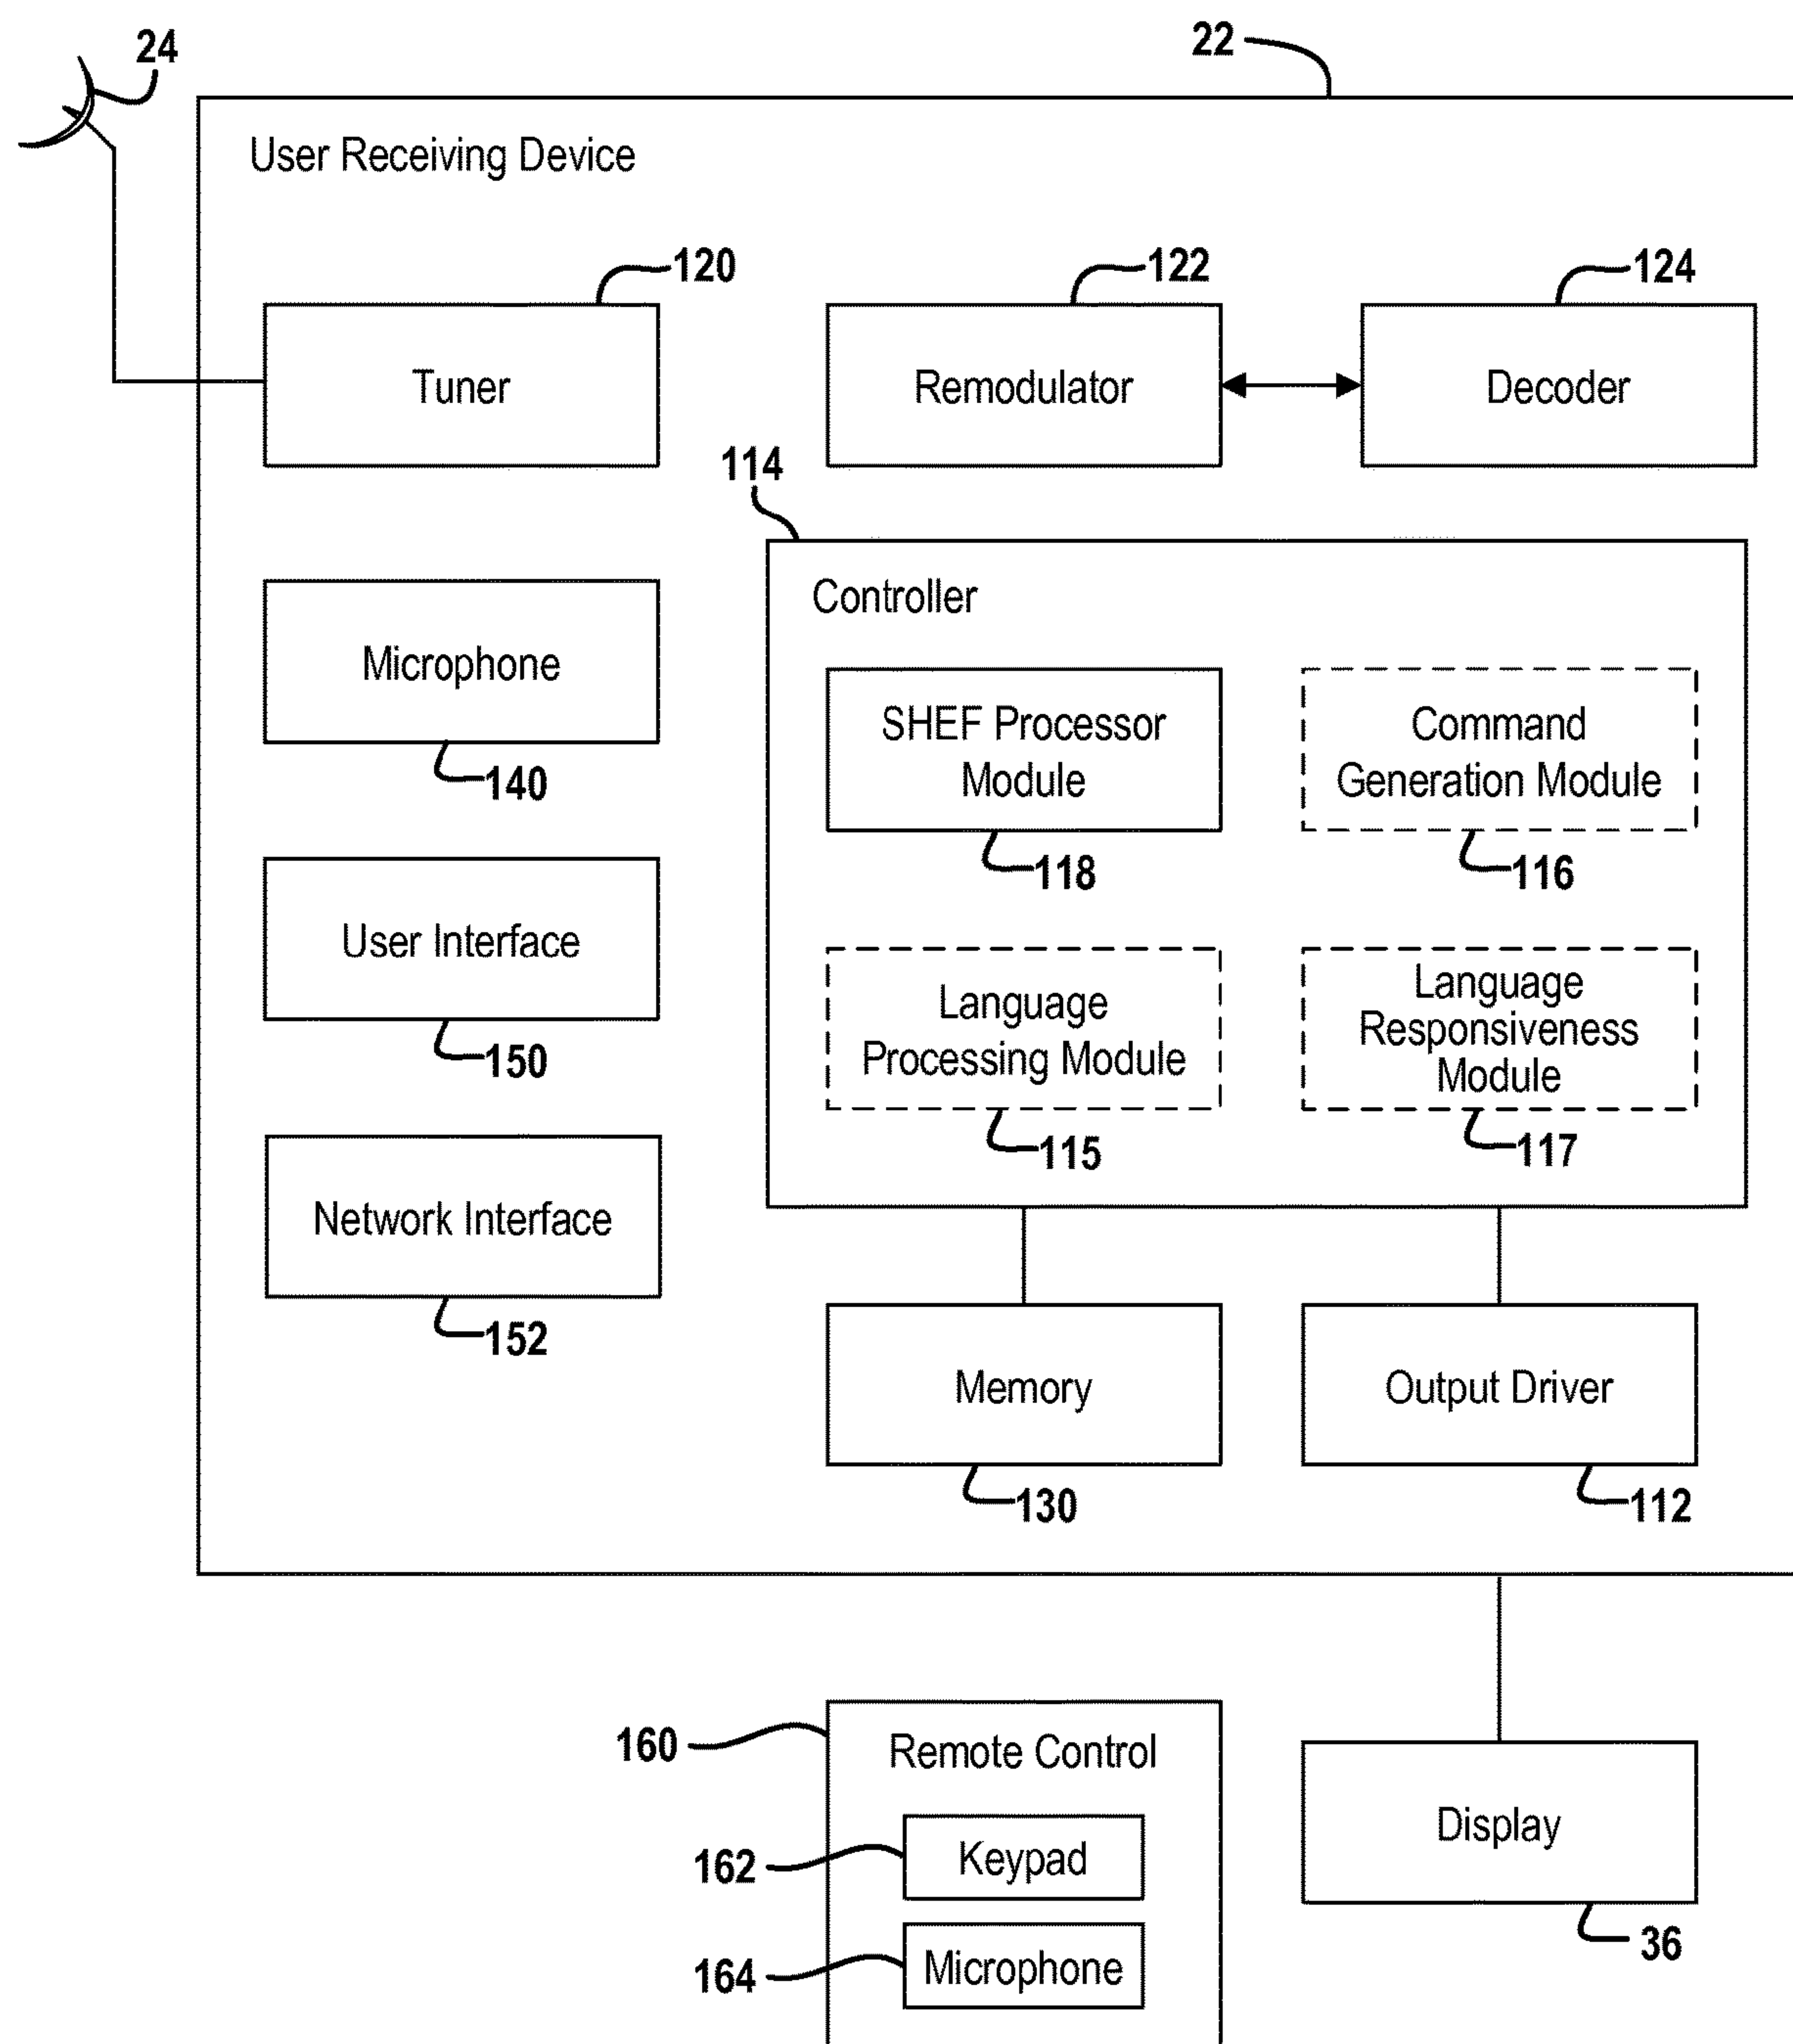 24
22
User Receiving Device
120
122
124
Tuner
Remodulator
Decoder
114
Controller
Microphone
140
SHEF Processor
Module
118
Command
Generation Module
116
User Interface
150
Language
Processing Module
115
Language
Responsiveness
Module
117
Network Interface
152
Memory
130
Output Driver
112
160
Remote Control
162
Keypad
164
Microphone
Display
36